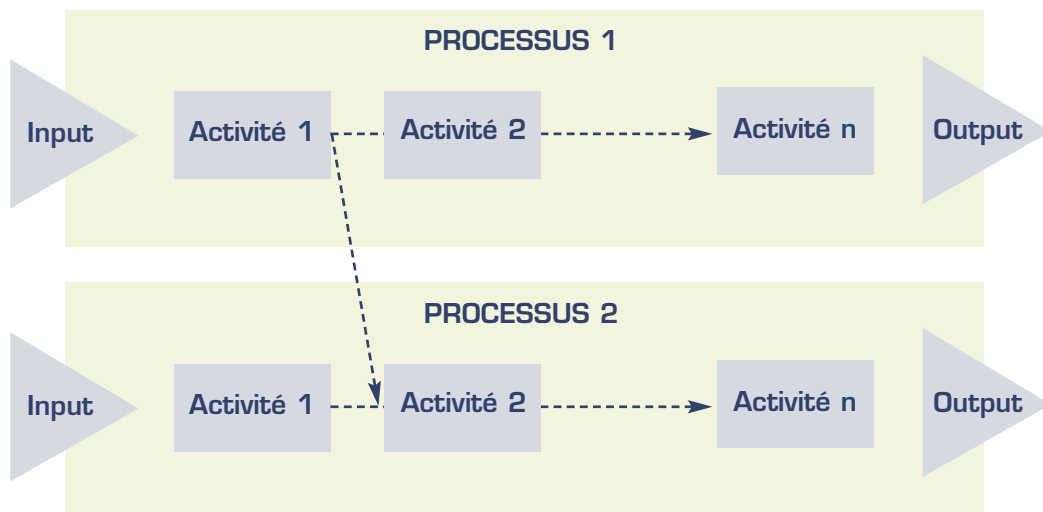 PROCESSUS 1
Input
Activité 1
Activité 2
Activité n
Output
PROCESSUS 2
Input
Activité 1
Activité 2
Activité n
Output